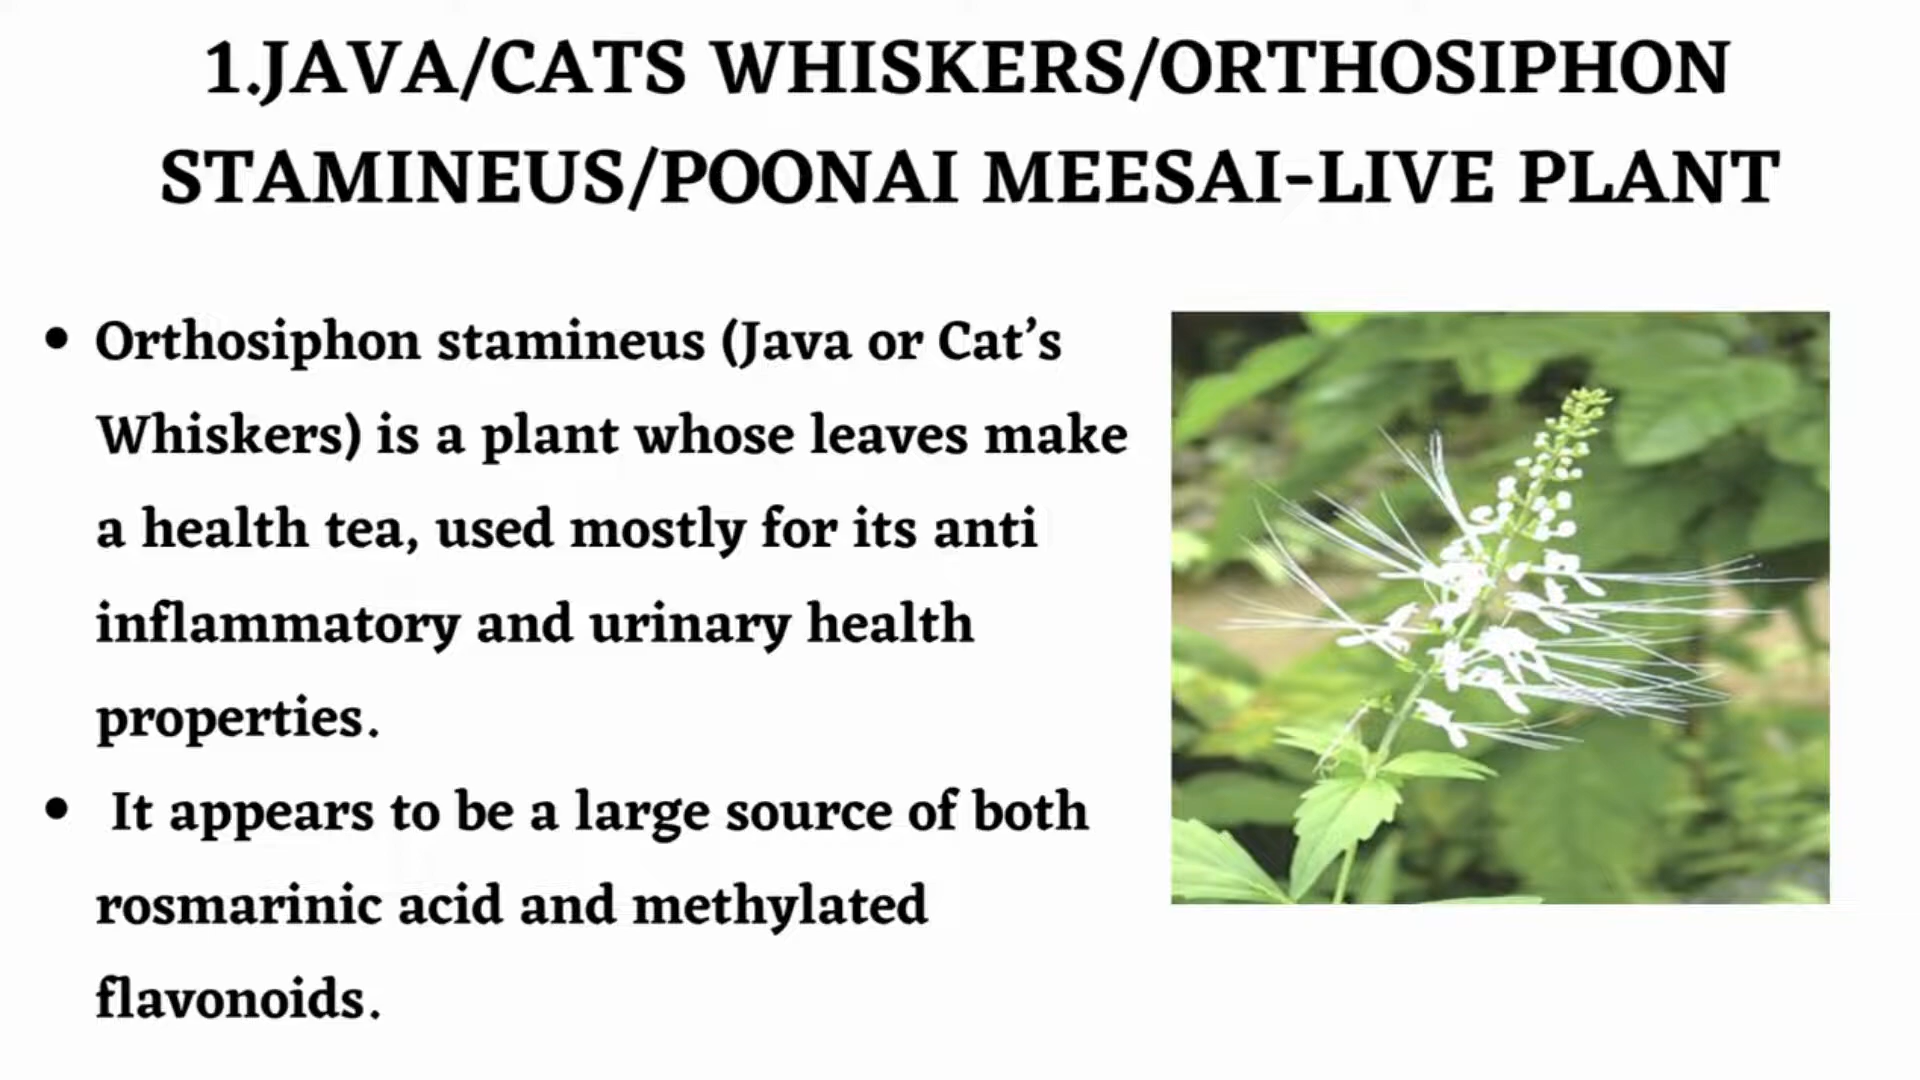 1.JAVA/CATS WHISKERS/ORTHOSIPHON
STAMINEUS/POONAI MEESAI-LIVE PLANT
• Orthosiphon stamineus (Java or Cat’s
Whiskers) is a plant whose leaves make
a health tea, used mostly for its anti
inflammatory and urinary health
properties.
• It appears to be a large source of both
rosmarinic acid and methylated
flavonoids.